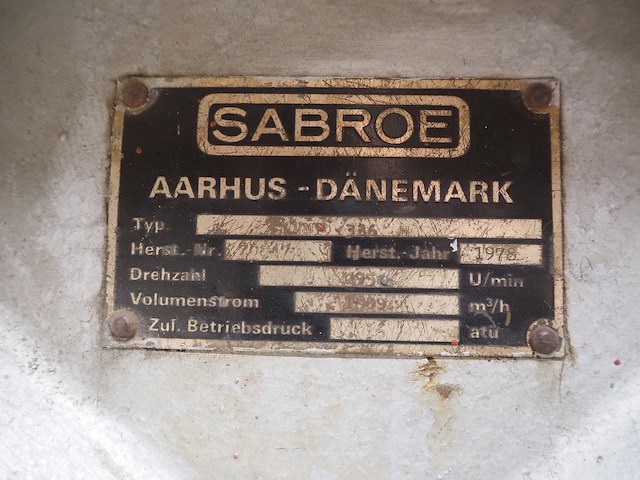 SABROE
AARHUS - DÄNEMARK
Typ
Herst.-Nr. Herst.-Jahr 1978
Drehzahl U/min
Volumenstrom m³/h
Zul. Betriebsdruck atü